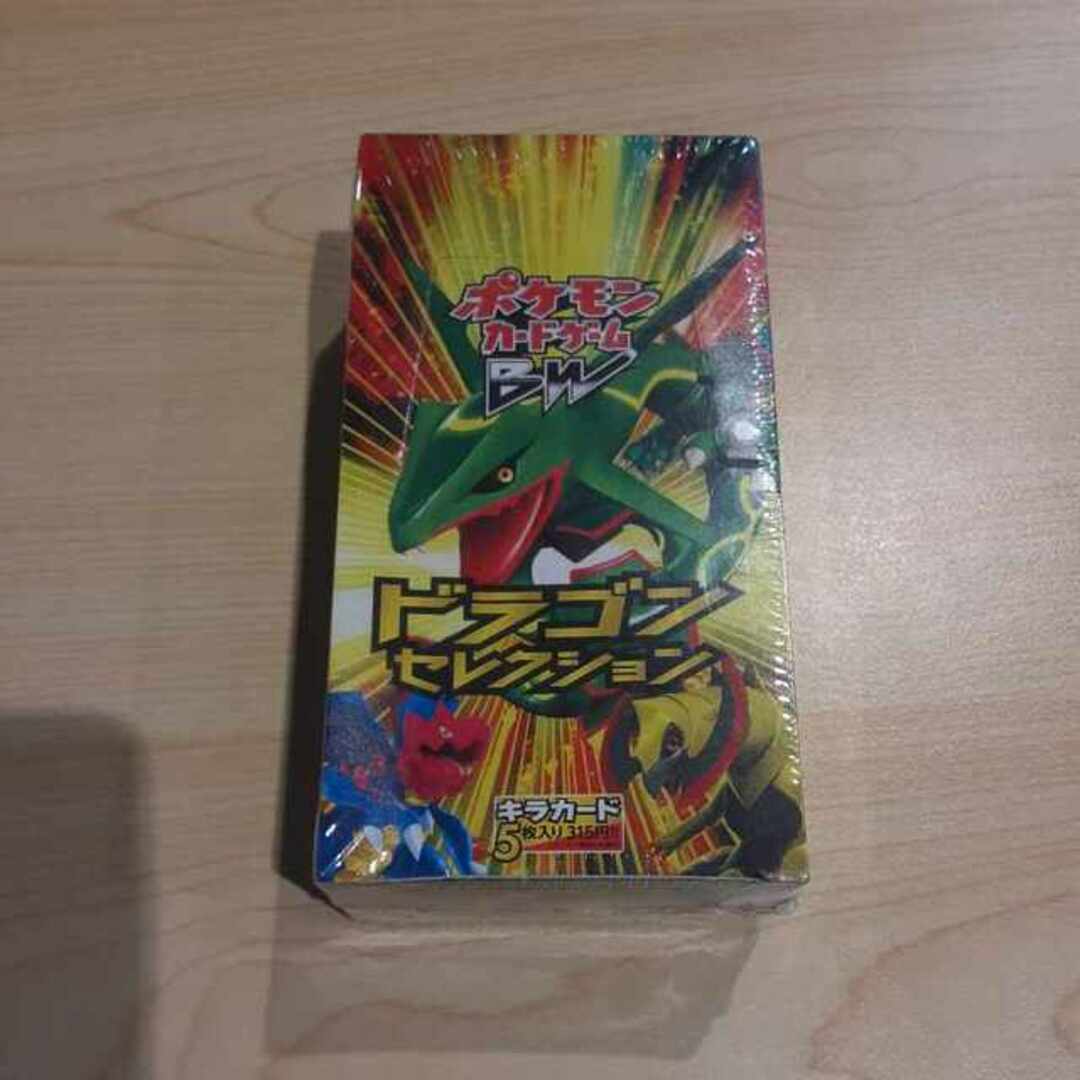 ポケモン
カードゲーム
BW
ドラゴン
セレクション
キラカード
5枚入り 315円!!